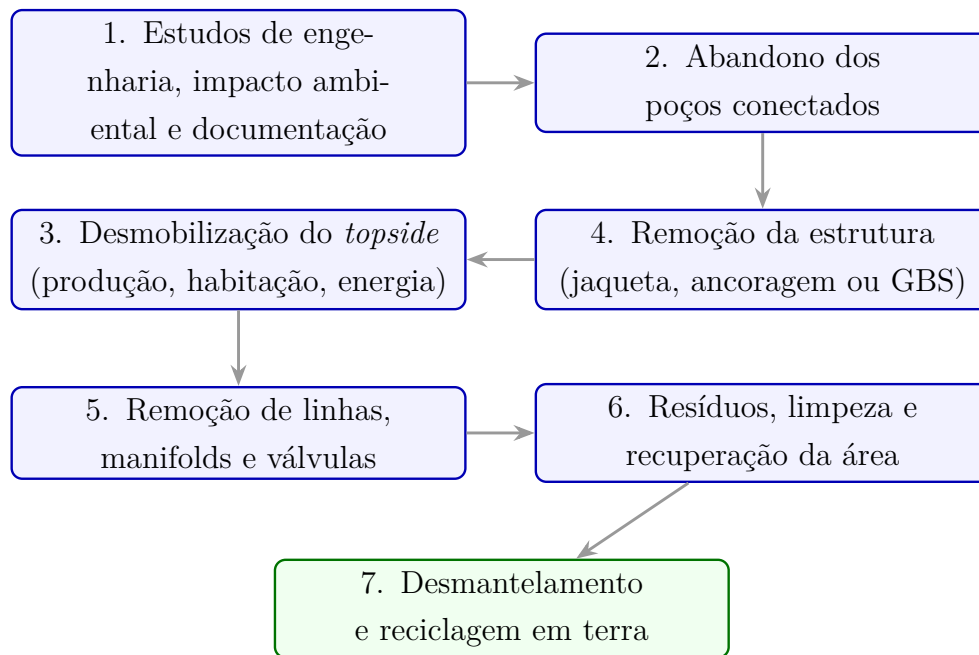 1. Estudos de enge-
nharia, impacto ambi-
ental e documentação
2. Abandono dos
poços conectados
3. Desmobilização do topside
(produção, habitação, energia)
4. Remoção da estrutura
(jaqueta, ancoragem ou GBS)
5. Remoção de linhas,
manifolds e válvulas
6. Resíduos, limpeza e
recuperação da área
7. Desmantelamento
e reciclagem em terra